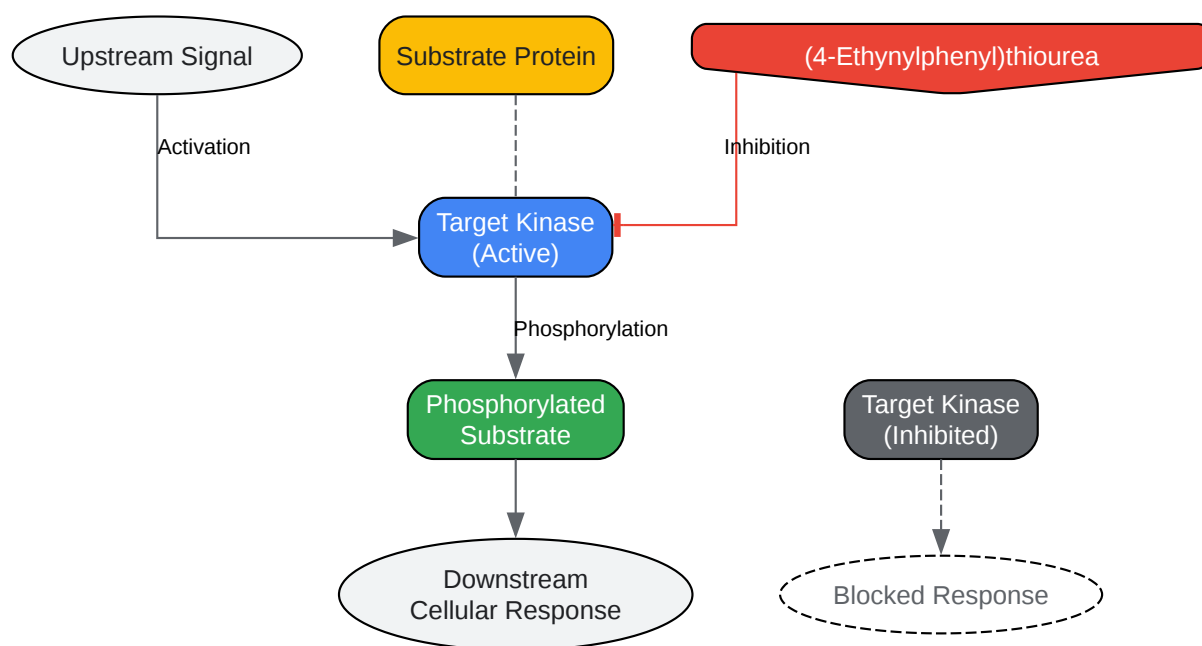 Upstream Signal
Substrate Protein
(4-Ethynylphenyl)thiourea
Activation
Inhibition
Target Kinase
(Active)
Phosphorylation
Phosphorylated
Substrate
Target Kinase
(Inhibited)
Downstream
Cellular Response
Blocked Response